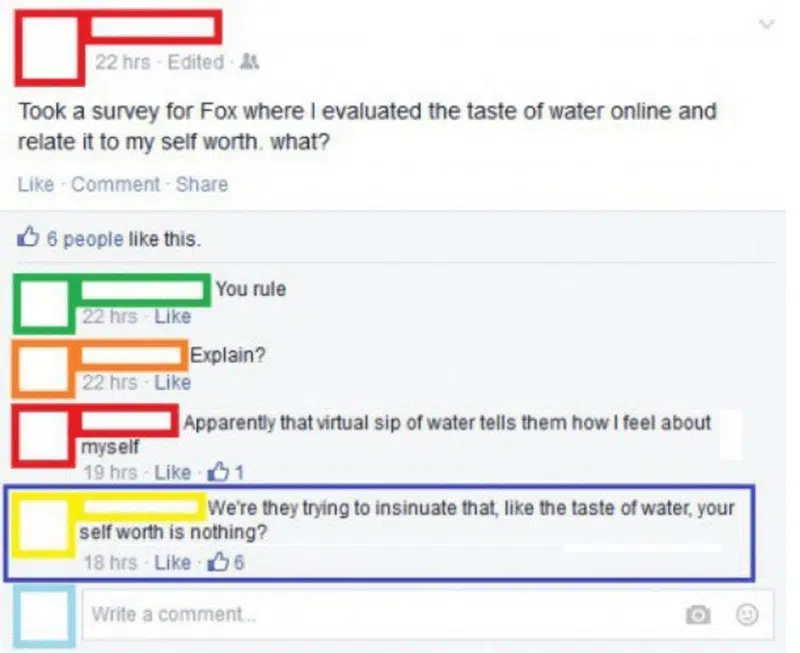 22 hrs · Edited ·
Took a survey for Fox where I evaluated the taste of water online and
relate it to my self worth. what?
Like · Comment · Share
6 people like this.
You rule
22 hrs · Like
Explain?
22 hrs · Like
Apparently that virtual sip of water tells them how I feel about
myself
19 hrs · Like · 1
We're they trying to insinuate that, like the taste of water, your
self worth is nothing?
18 hrs · Like · 6
Write a comment...